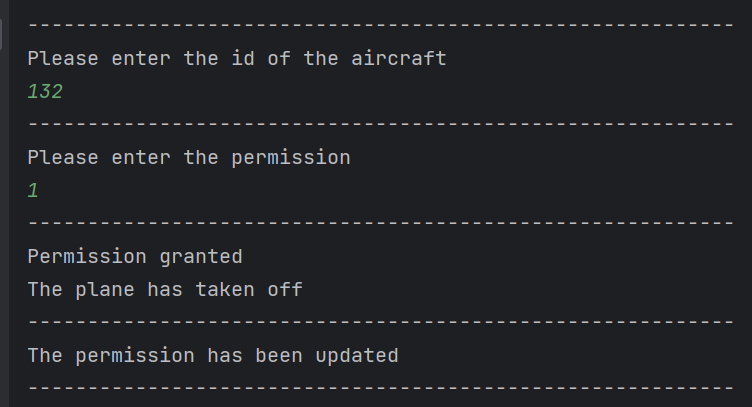 -----------------------------------------------------------
Please enter the id of the aircraft
132
-----------------------------------------------------------
Please enter the permission
1
-----------------------------------------------------------
Permission granted
The plane has taken off
-----------------------------------------------------------
The permission has been updated
-----------------------------------------------------------